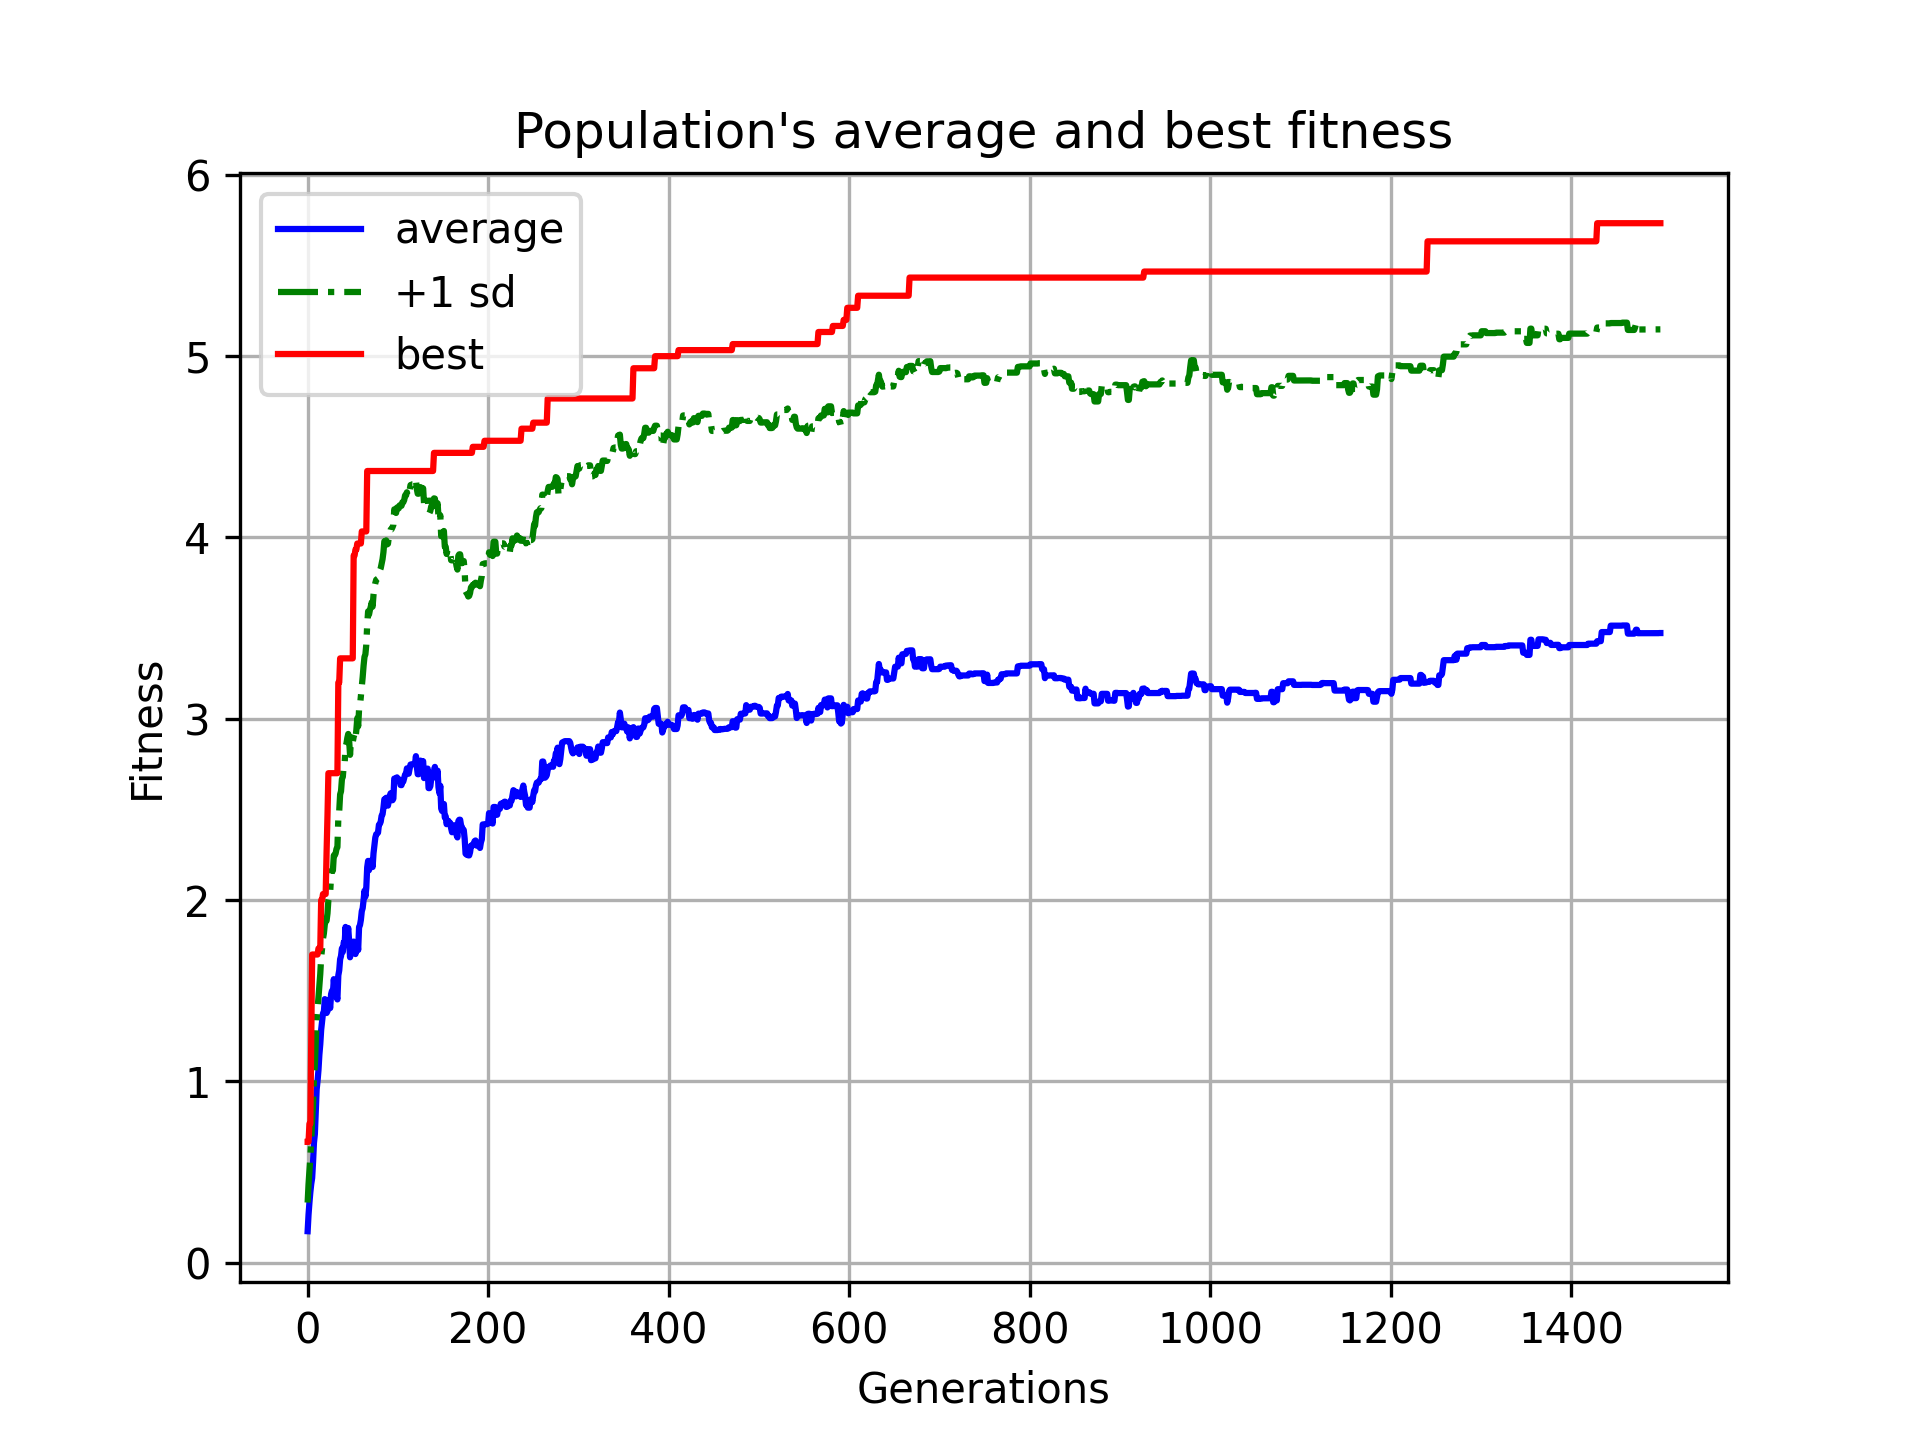 Population's average and best fitness
average
+1 sd
best
Fitness
6
5
4
3
2
1
0
0 200 400 600 800 1000 1200 1400
Generations